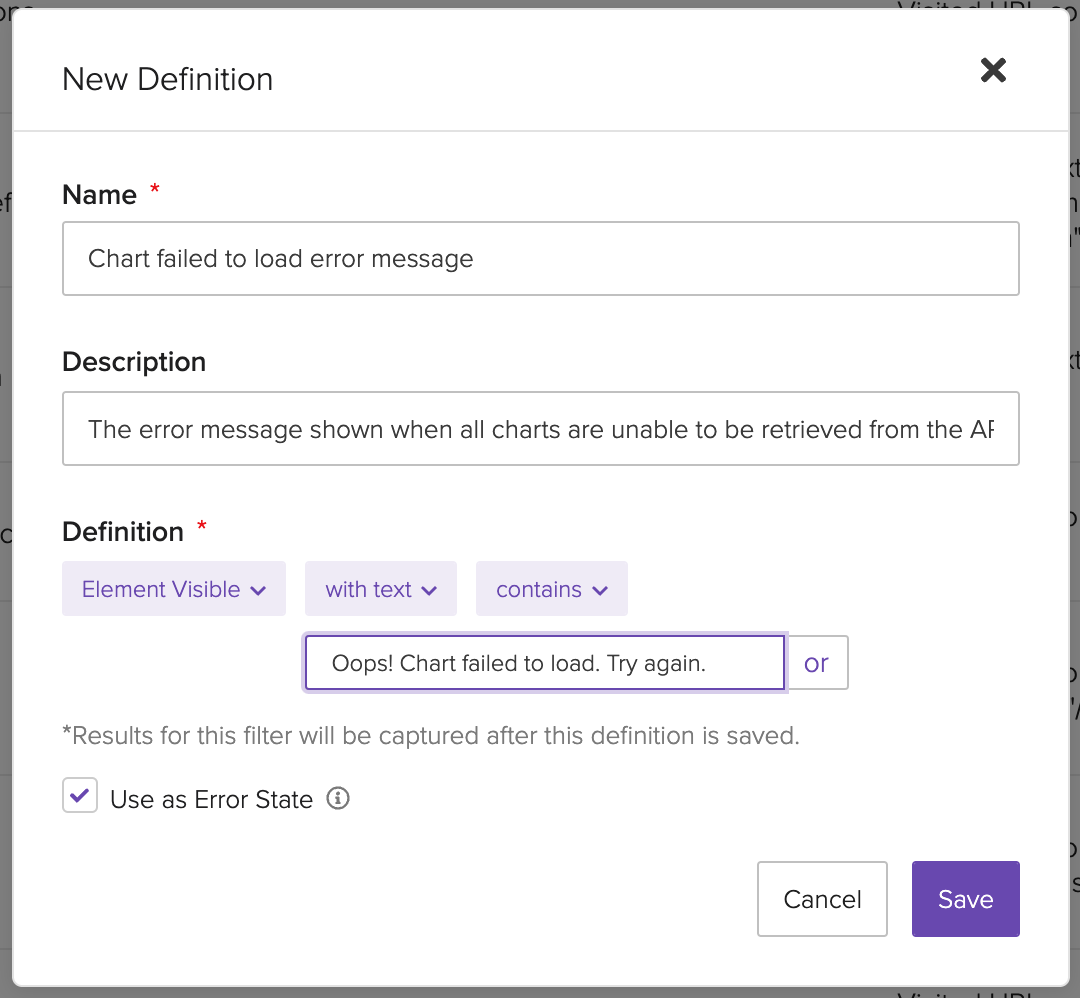 New Definition
Name *
Chart failed to load error message
Description
The error message shown when all charts are unable to be retrieved from the
Definition *
Element Visible with text contains
Oops! Chart failed to load. Try again. or
*Results for this filter will be captured after this definition is saved.
Use as Error State
Cancel Save